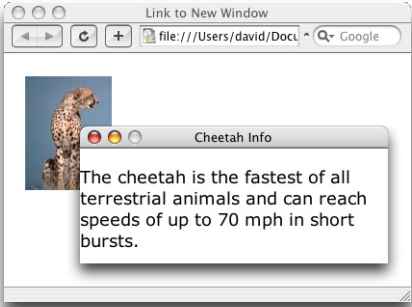 Link to New Window
file:///Users/david/Docu
Google
Cheetah Info
The cheetah is the fastest of all
terrestrial animals and can reach
speeds of up to 70 mph in short
bursts.